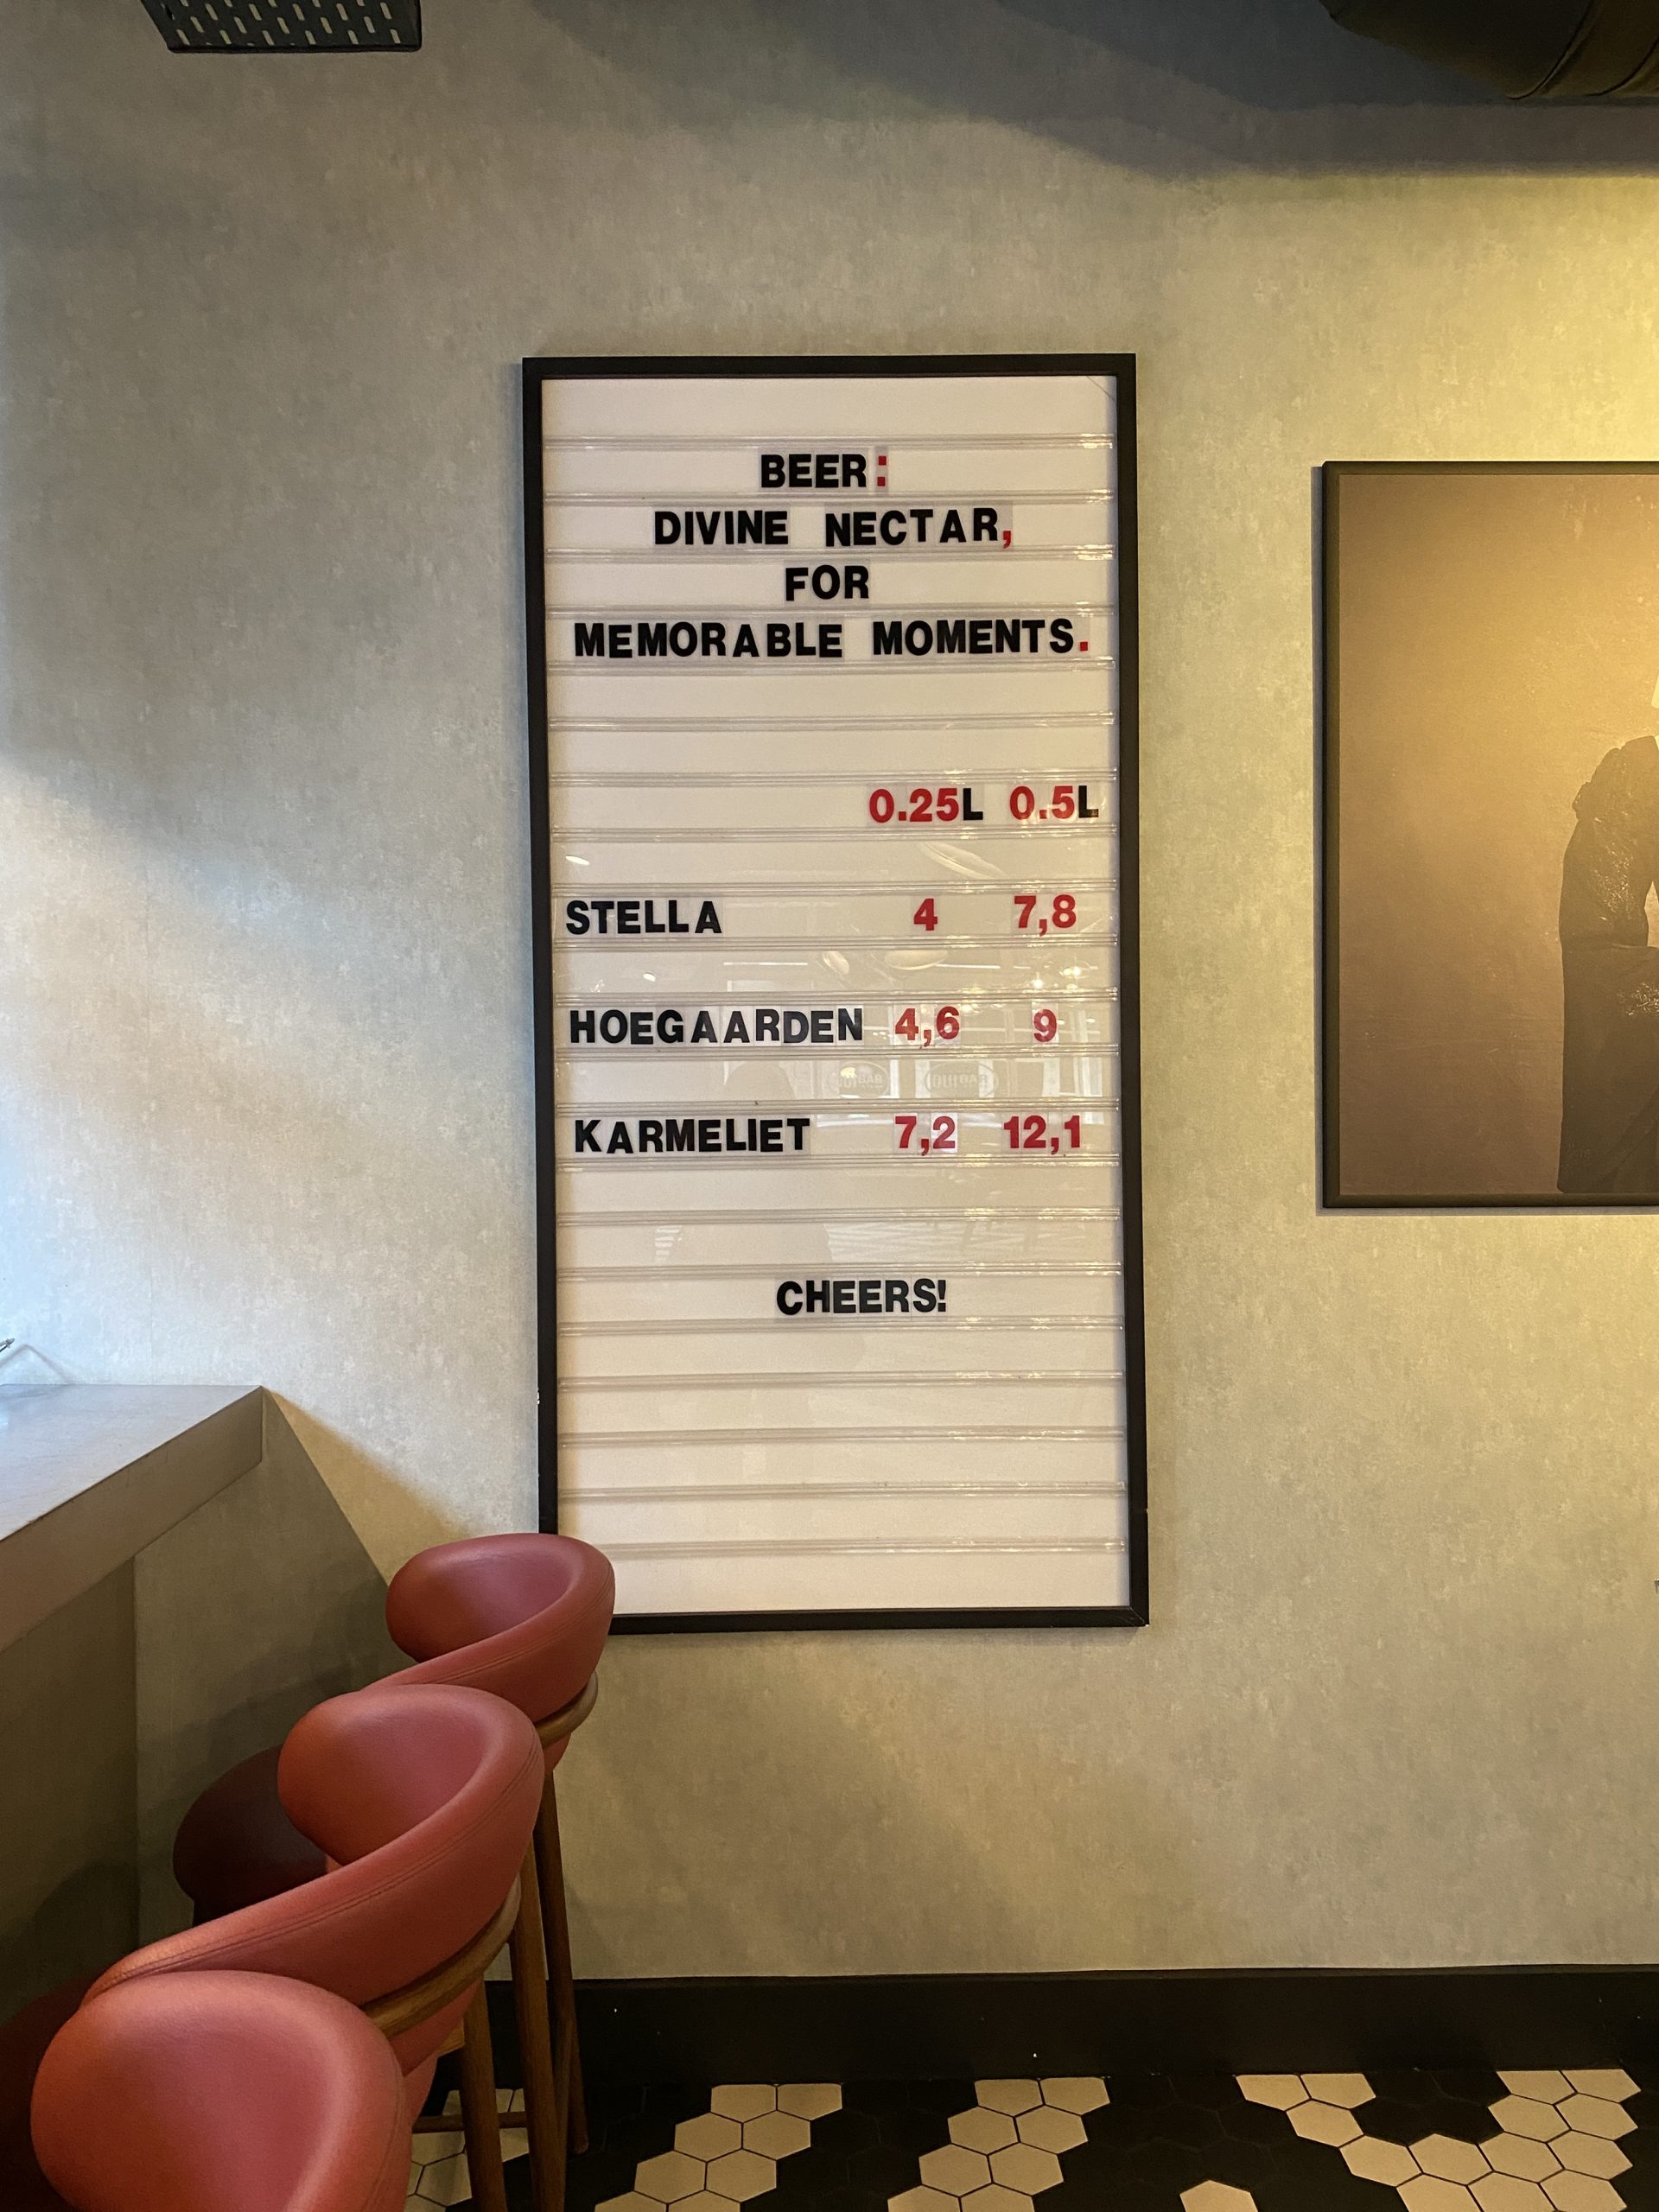 BEER:
DIVINE NECTAR,
FOR
MEMORABLE MOMENTS.
0.25L 0.5L
STELLA 4 7,8
HOEGAARDEN 4,6 9
KARMELIET 7,2 12,1
CHEERS!